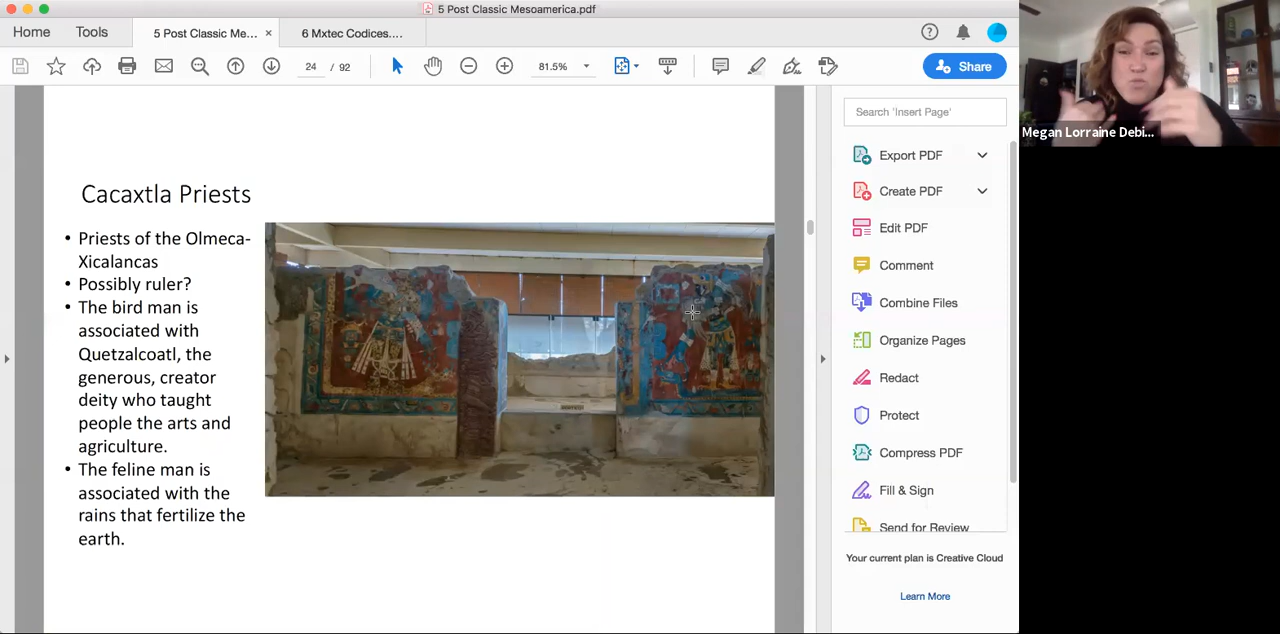 5 Post Classic Mesoamerica.pdf
Home
Tools
5 Post Classic Me... ×
6 Mxtec Codices....
24 / 92
81.5%
Share
Search 'Insert Page'
Export PDF
Create PDF
Edit PDF
Comment
Combine Files
Organize Pages
Redact
Protect
Compress PDF
Fill & Sign
Send for Review
Your current plan is Creative Cloud
Learn More
Cacaxtla Priests
• Priests of the Olmeca-
Xicalancas
• Possibly ruler?
• The bird man is
associated with
Quetzalcoatl, the
generous, creator
deity who taught
people the arts and
agriculture.
• The feline man is
associated with the
rains that fertilize the
earth.
Megan Lorraine Debi...